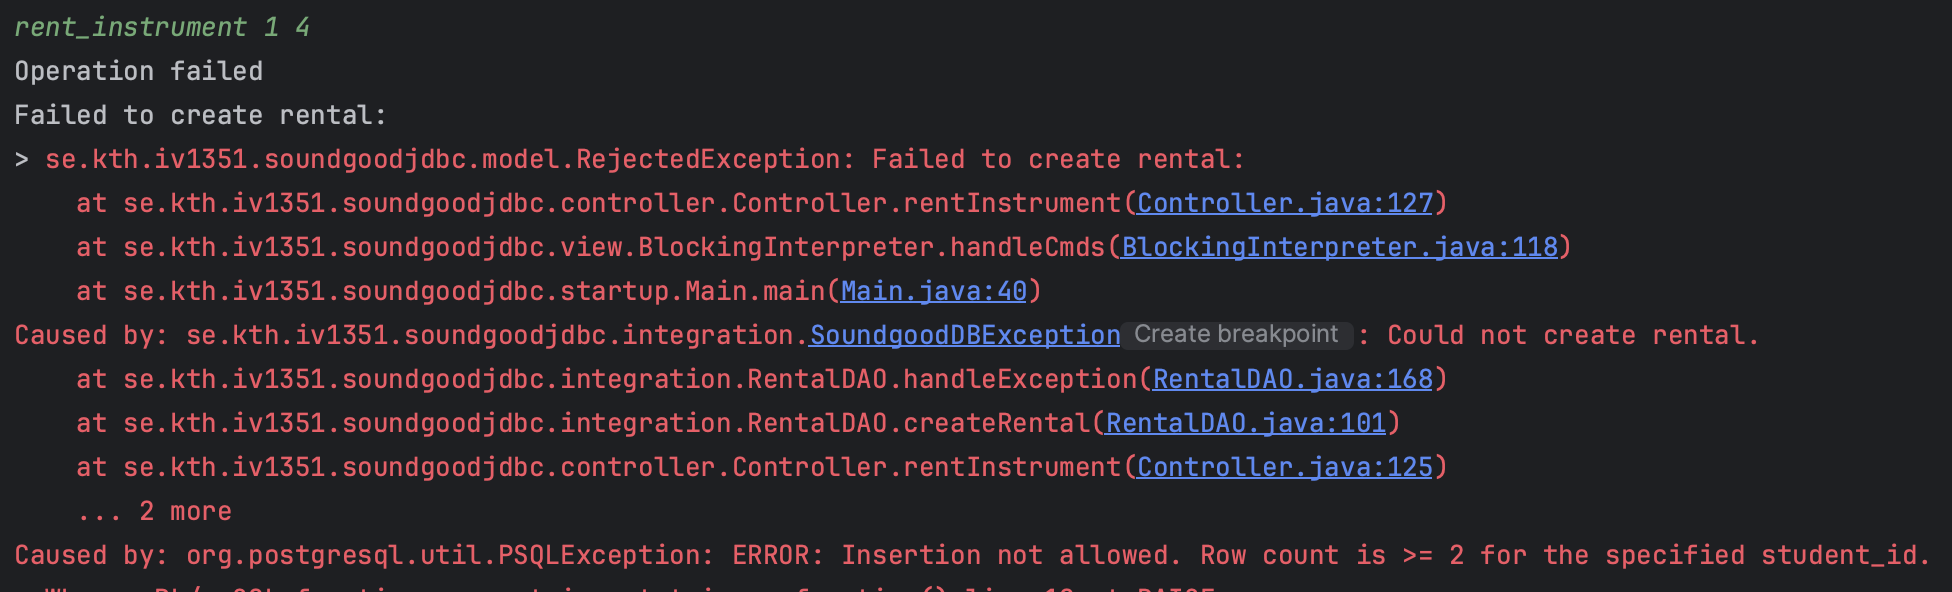 rent_instrument 1 4
Operation failed
Failed to create rental:
> se.kth.iv1351.soundgoodjdbc.model.RejectedException: Failed to create rental:
    at se.kth.iv1351.soundgoodjdbc.controller.Controller.rentInstrument(Controller.java:127)
    at se.kth.iv1351.soundgoodjdbc.view.BlockingInterpreter.handleCmds(BlockingInterpreter.java:118)
    at se.kth.iv1351.soundgoodjdbc.startup.Main.main(Main.java:40)
Caused by: se.kth.iv1351.soundgoodjdbc.integration.SoundgoodDBException Create breakpoint : Could not create rental.
    at se.kth.iv1351.soundgoodjdbc.integration.RentalDAO.handleException(RentalDAO.java:168)
    at se.kth.iv1351.soundgoodjdbc.integration.RentalDAO.createRental(RentalDAO.java:101)
    at se.kth.iv1351.soundgoodjdbc.controller.Controller.rentInstrument(Controller.java:125)
    ... 2 more
Caused by: org.postgresql.util.PSQLException: ERROR: Insertion not allowed. Row count is >= 2 for the specified student_id.